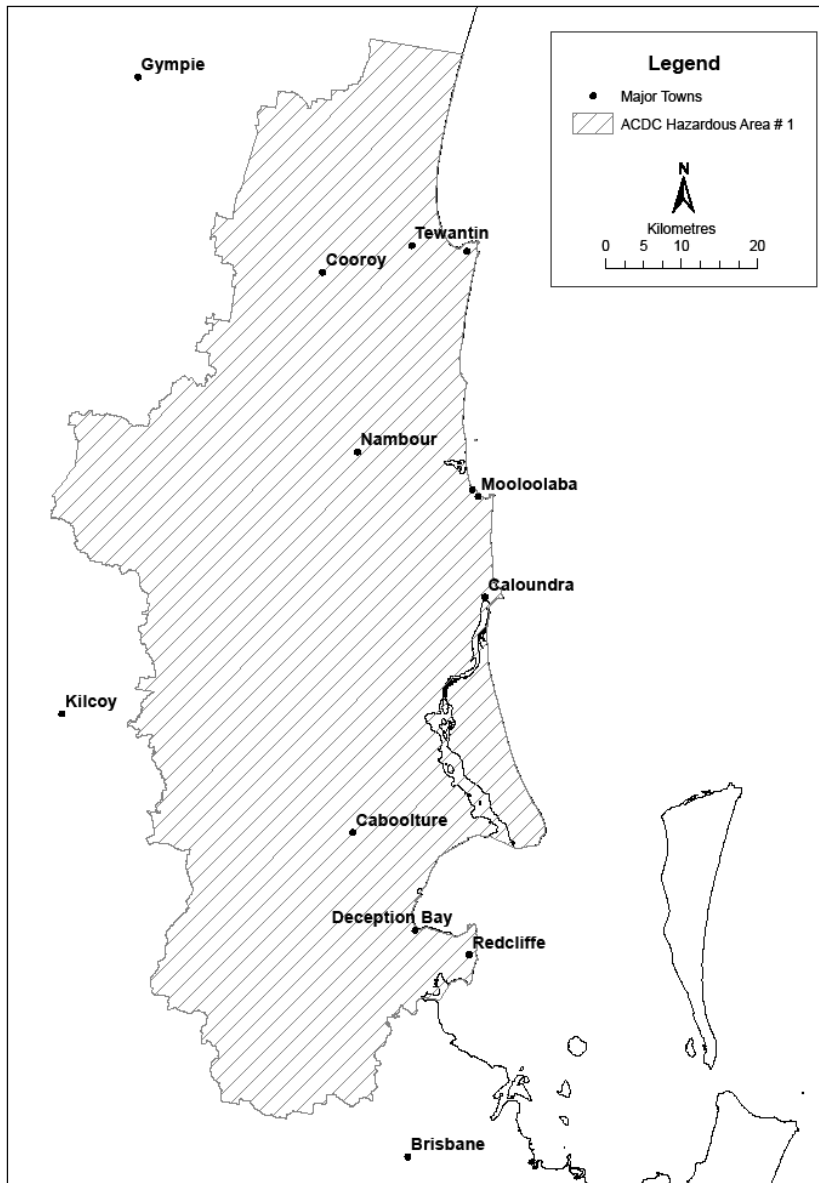 Gympie
Legend
Major Towns
ACDC Hazardous Area # 1
N
Kilometres
0 5 10 20
Tewantin
Cooroy
Nambour
Mooloolaba
Caloundra
Kilcoy
Caboolture
Deception Bay
Redcliffe
Brisbane